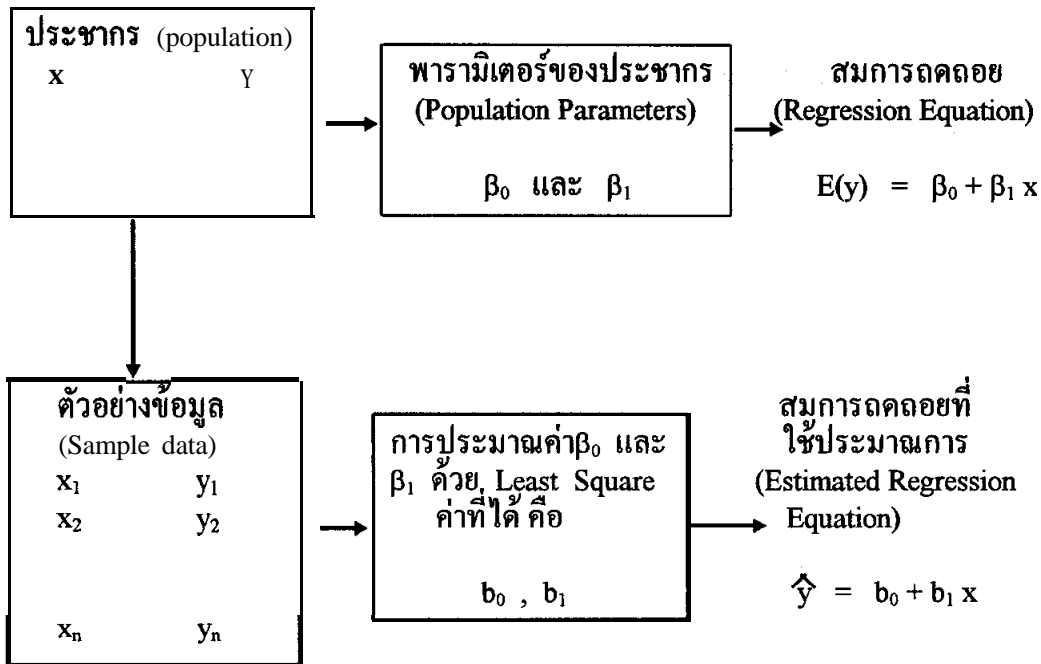 ประชากร (population)
x Y
พารามิเตอร์ของประชากร
(Population Parameters)
β₀ และ β₁
สมการถดถอย
(Regression Equation)
E(y) = β₀ + β₁ x
ตัวอย่างข้อมูล
(Sample data)
x₁ y₁
x₂ y₂
xₙ yₙ
การประมาณค่าβ₀ และ
β₁ ด้วย Least Square
ค่าที่ได้ คือ
b₀ , b₁
สมการถดถอยที่
ใช้ประมาณการ
(Estimated Regression
Equation)
ŷ = b₀ + b₁ x